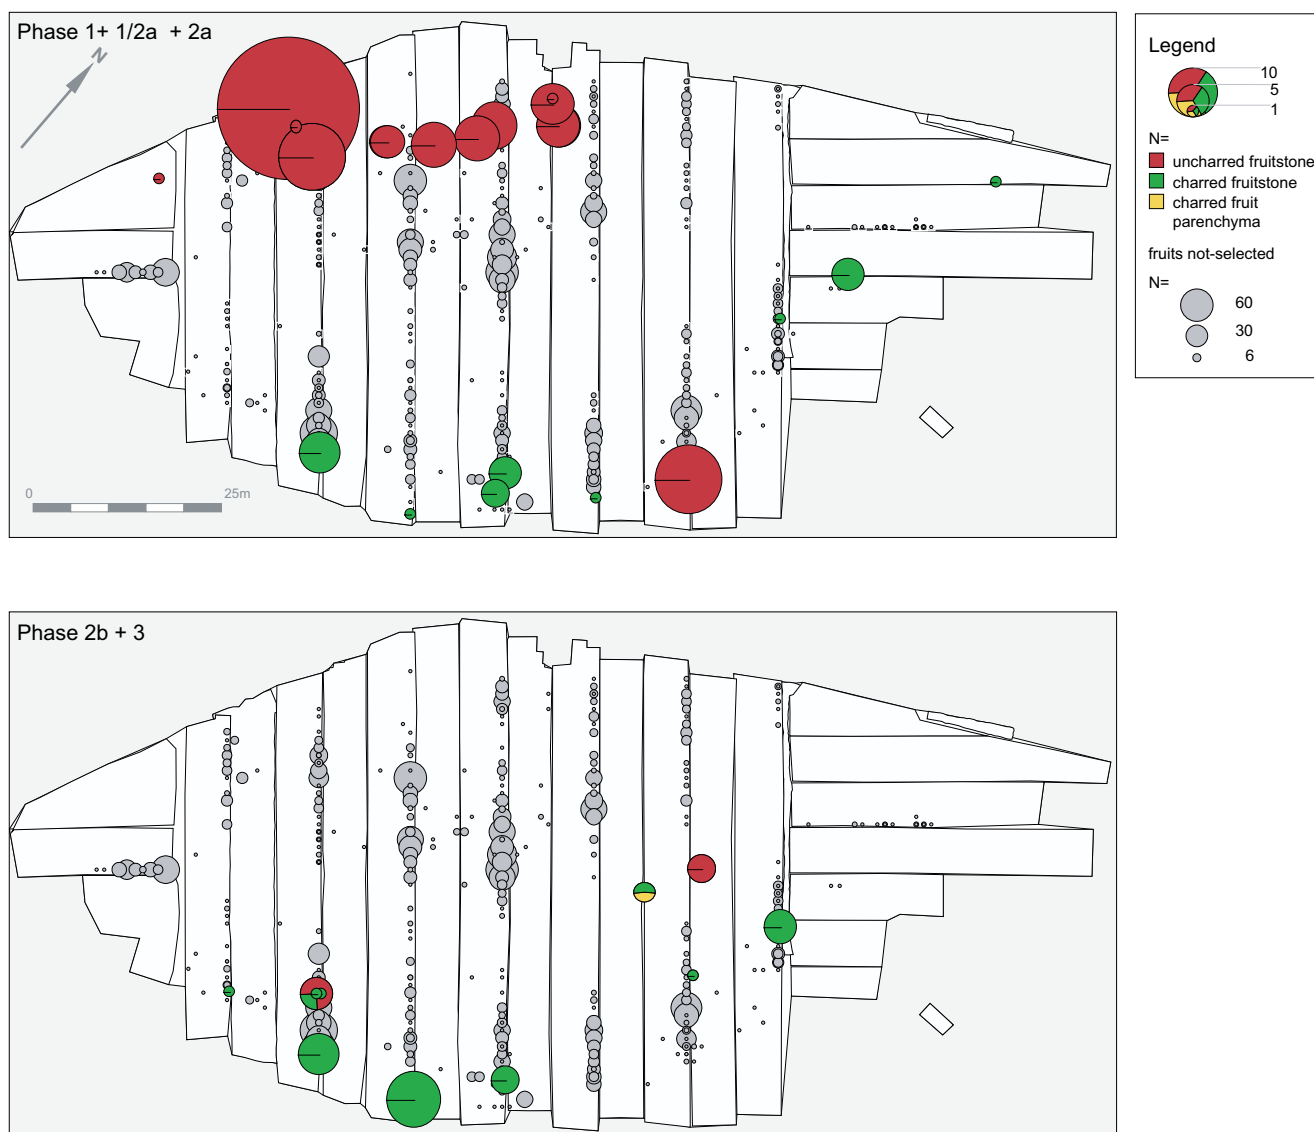 Phase 1+ 1/2a + 2a
N
0 25m
Legend
10
5
1
N=
uncharred fruitstone
charred fruitstone
charred fruit
parenchyma
fruits not-selected
N=
60
30
6
Phase 2b + 3